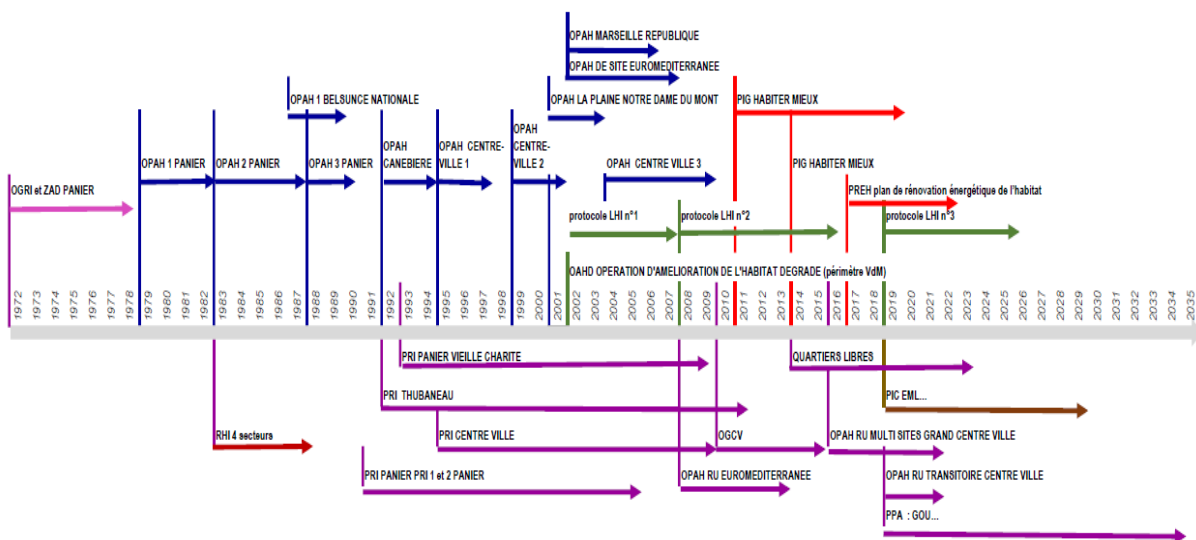 OPAH MARSEILLE REPUBLIQUE
OPAH DE SITE EUROMEDITERRANEE
OPAH 1 BELSUNCE NATIONALE
OPAH LA PLAINE NOTRE DAME DU MONT
PIG HABITER MIEUX
OPAH 1 PANIER
OPAH 2 PANIER
OPAH 3 PANIER
OPAH
CANEBIERE
OPAH CENTRE-
VILLE 1
OPAH
CENTRE-
VILLE 2
OPAH CENTRE VILLE 3
PIG HABITER MIEUX
OGRI et ZAD PANIER
PREH plan de rénovation énergétique de l'habitat
protocole LHI n°1
protocole LHI n°2
protocole LHI n°3
OAHD OPERATION D'AMELIORATION DE L'HABITAT DEGRADE (périmètre VdM)
1972 1973 1974 1975 1976 1977 1978 1979 1980 1981 1982 1983 1984 1985 1986 1987 1988 1989 1990 1991 1992 1993 1994 1995 1996 1997 1998 1999 2000 2001 2002 2003 2004 2005 2006 2007 2008 2009 2010 2011 2012 2013 2014 2015 2016 2017 2018 2019 2020 2021 2022 2023 2024 2025 2026 2027 2028 2029 2030 2031 2032 2033 2034 2035
PRI PANIER VIEILLE CHARITE
QUARTIERS LIBRES
PRI THUBANEAU
PIC EML...
RHI 4 secteurs
PRI CENTRE VILLE
OGCV
OPAH RU MULTI SITES GRAND CENTRE VILLE
PRI PANIER PRI 1 et 2 PANIER
OPAH RU EUROMEDITERRANEE
OPAH RU TRANSITOIRE CENTRE VILLE
PPA : GOU...